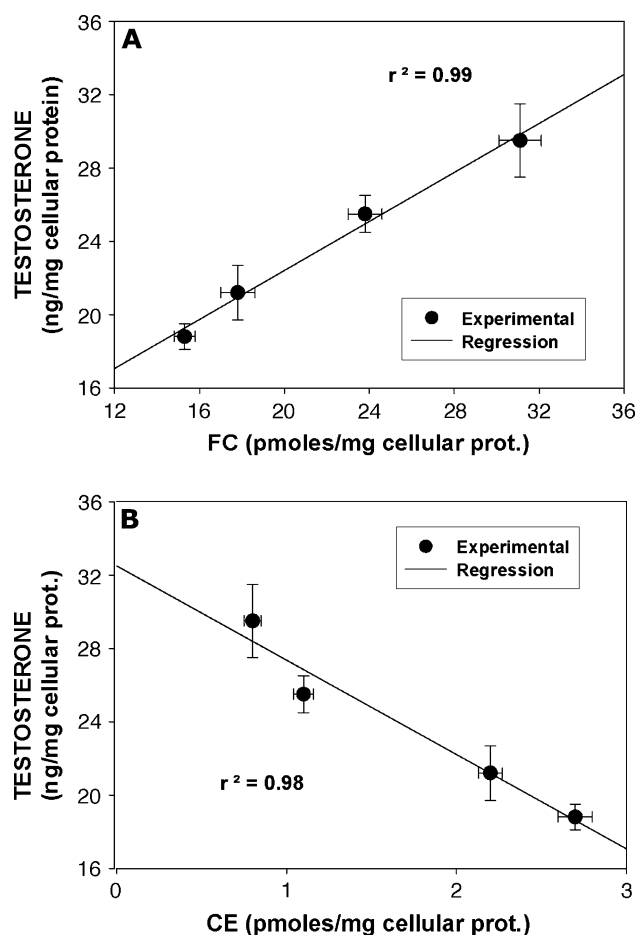 A
r ² = 0.99
TESTOSTERONE
(ng/mg cellular protein)
36
32
28
24
20
16
Experimental
Regression
12 16 20 24 28 32 36
FC (pmoles/mg cellular prot.)
B
TESTOSTERONE
(ng/mg cellular prot.)
36
32
28
24
20
16
Experimental
Regression
r ² = 0.98
0 1 2 3
CE (pmoles/mg cellular prot.)